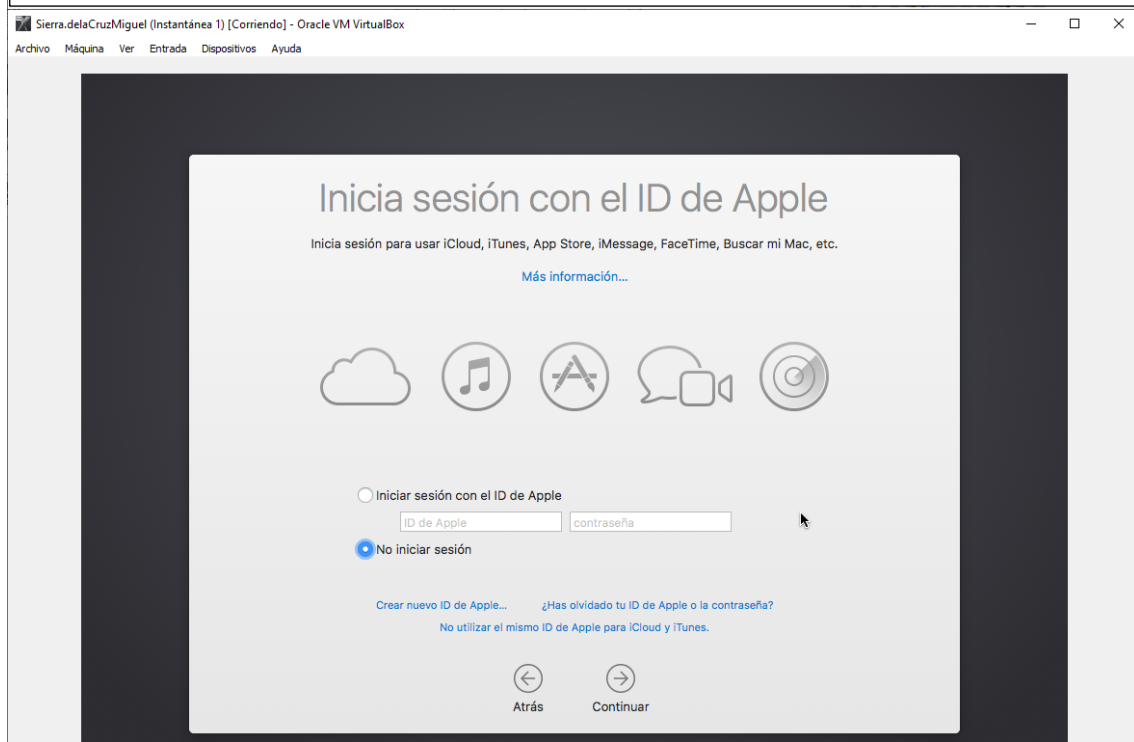 Sierra.delaCruzMiguel (Instantánea 1) [Corriendo] - Oracle VM VirtualBox
Archivo Máquina Ver Entrada Dispositivos Ayuda
Inicia sesión con el ID de Apple
Inicia sesión para usar iCloud, iTunes, App Store, iMessage, FaceTime, Buscar mi Mac, etc.
Más información...
Iniciar sesión con el ID de Apple
ID de Apple contraseña
No iniciar sesión
Crear nuevo ID de Apple... ¿Has olvidado tu ID de Apple o la contraseña?
No utilizar el mismo ID de Apple para iCloud y iTunes.
Atrás Continuar